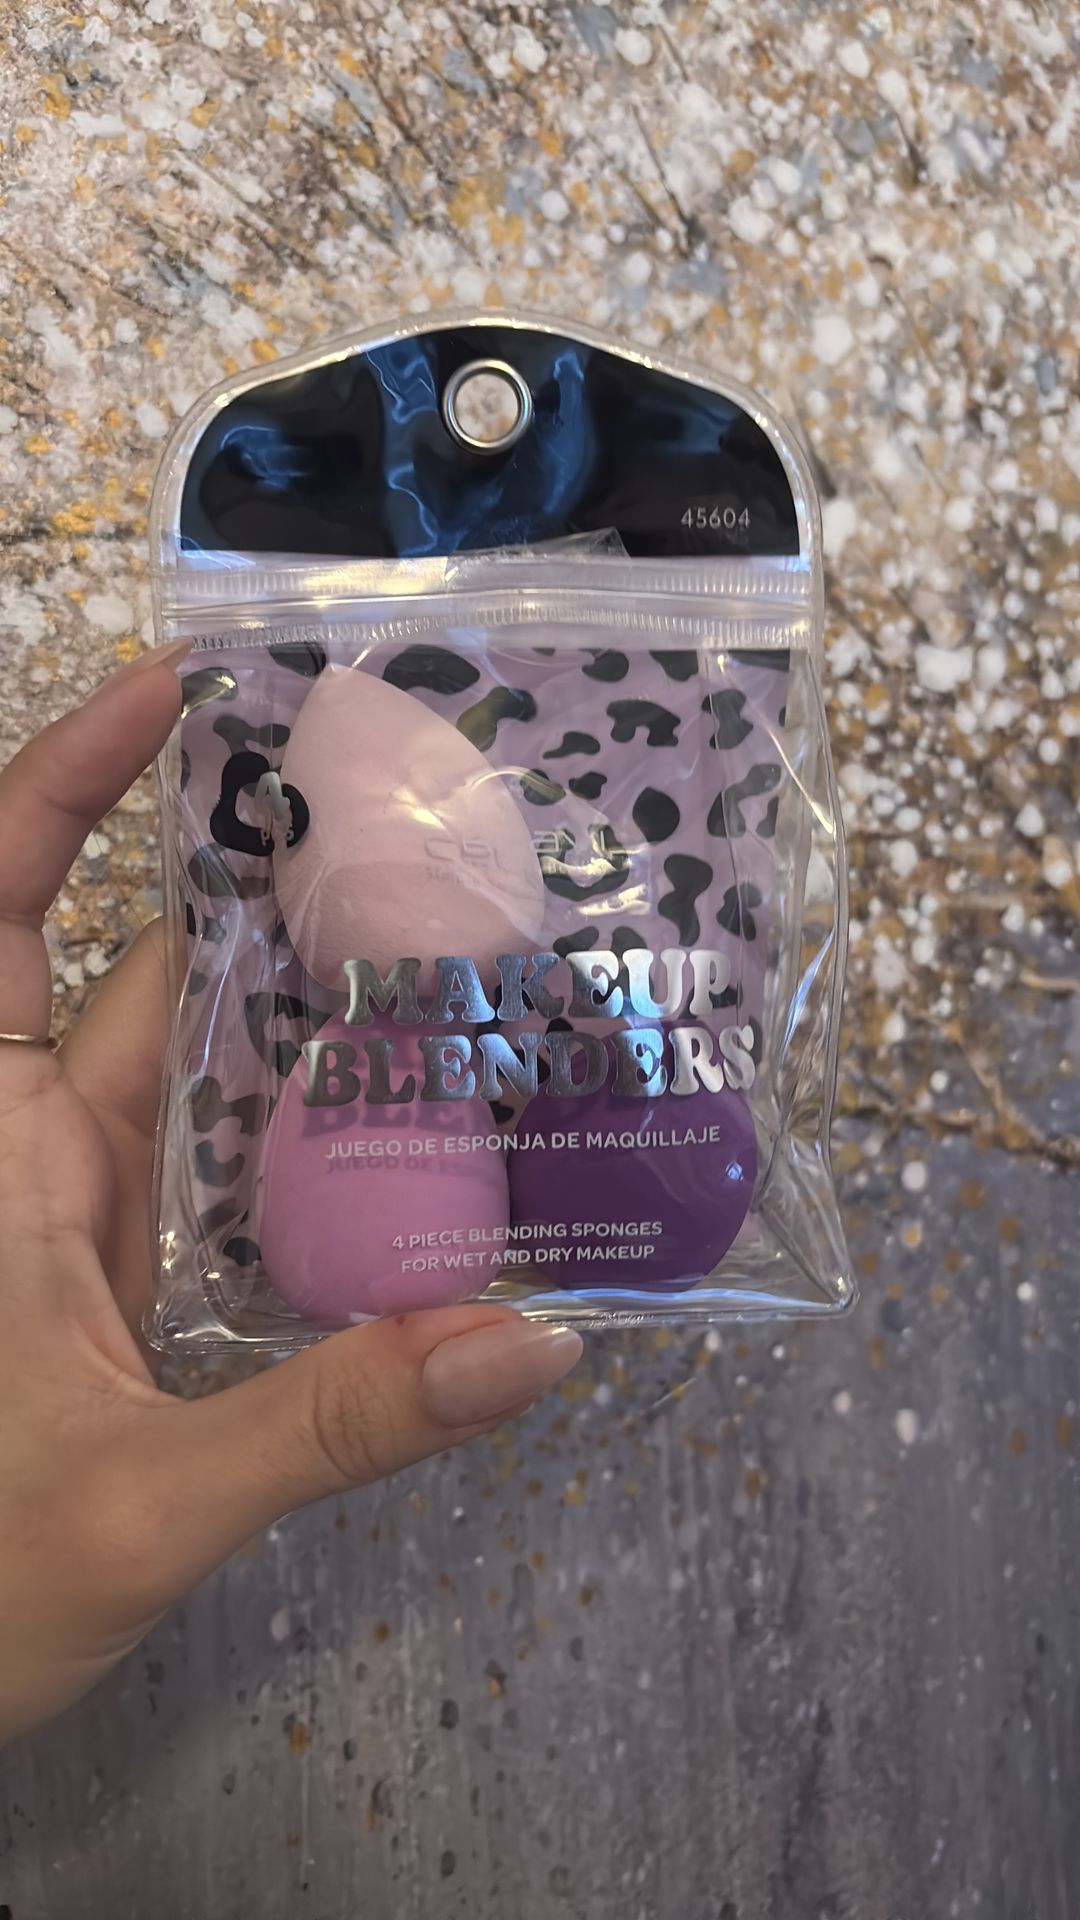 45604
MAKEUP
BLENDERS
JUEGO DE ESPONJA DE MAQUILLAJE
4 PIECE BLENDING SPONGES
FOR WET AND DRY MAKEUP